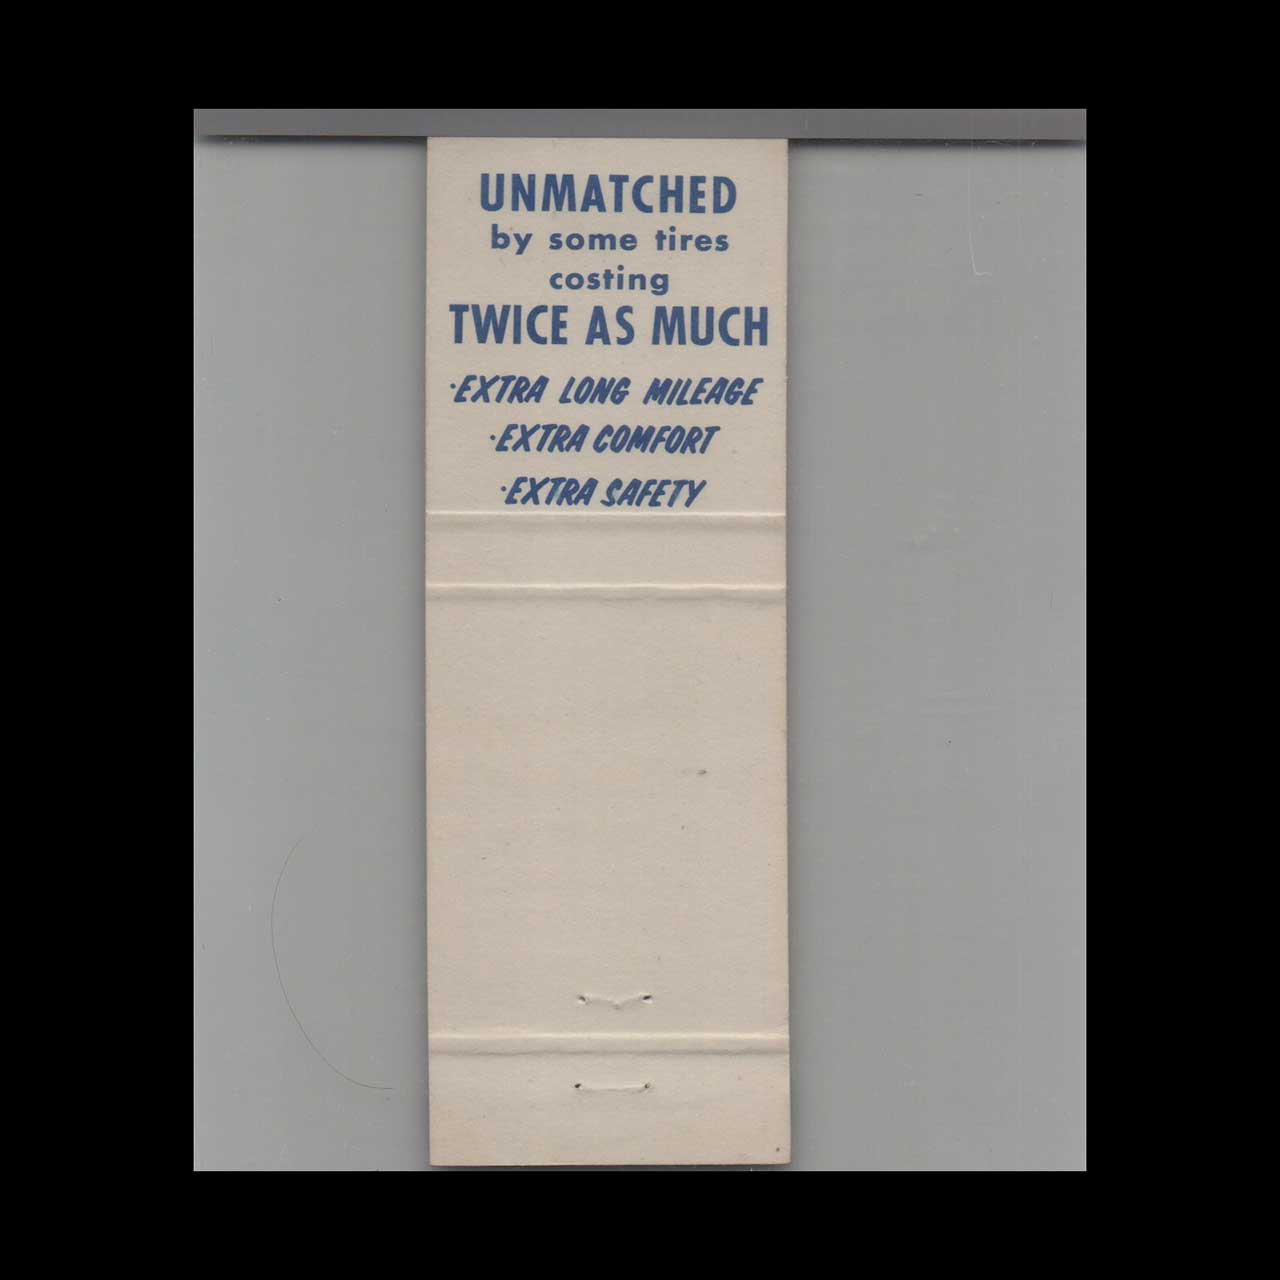 UNMATCHED
by some tires
costing
TWICE AS MUCH
·EXTRA LONG MILEAGE
·EXTRA COMFORT
·EXTRA SAFETY